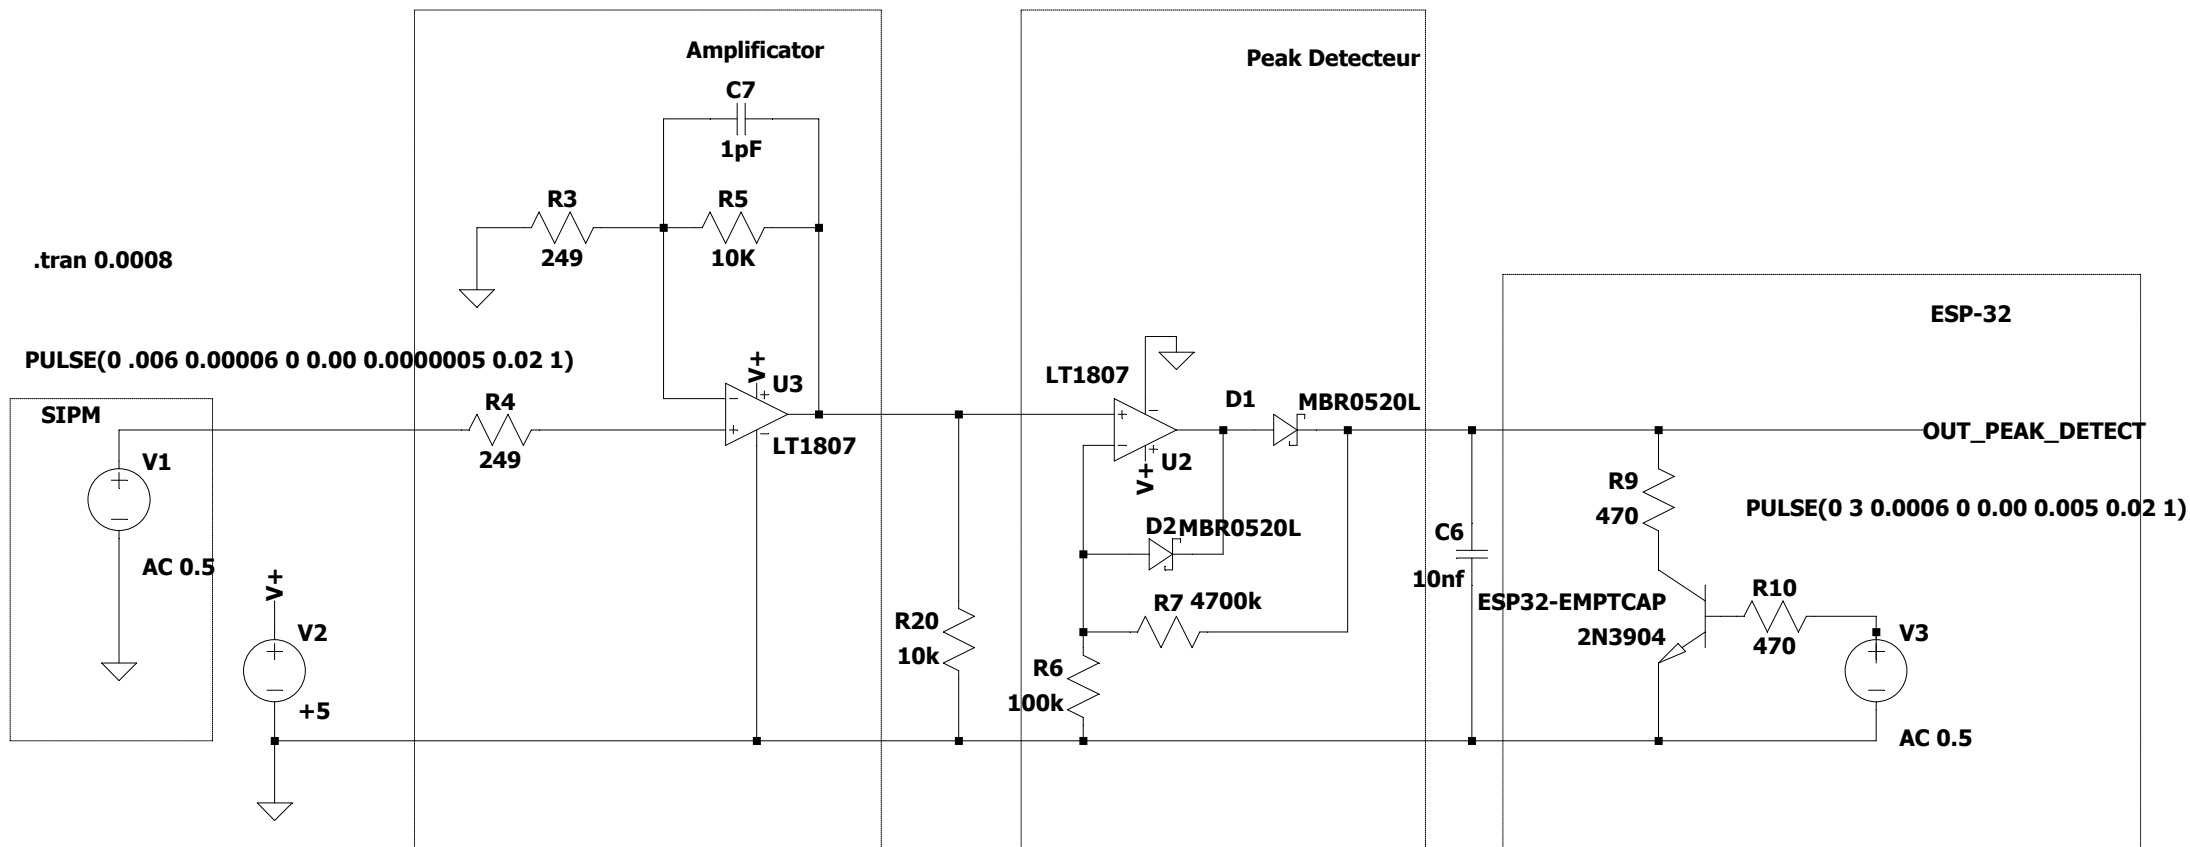 Amplificator
Peak Detecteur
C7
1pF
R3
249
R5
10K
.tran 0.0008
ESP-32
PULSE(0 .006 0.00006 0 0.00 0.0000005 0.02 1)
V+
U3
LT1807
SIPM
R4
249
LT1807
D1
MBR0520L
OUT_PEAK_DETECT
V1
V+
U2
R9
470
PULSE(0 3 0.0006 0 0.00 0.005 0.02 1)
D2
MBR0520L
C6
10nf
AC 0.5
V+
R7
4700k
ESP32-EMPTCAP
2N3904
R10
470
V2
+5
R20
10k
R6
100k
V3
AC 0.5